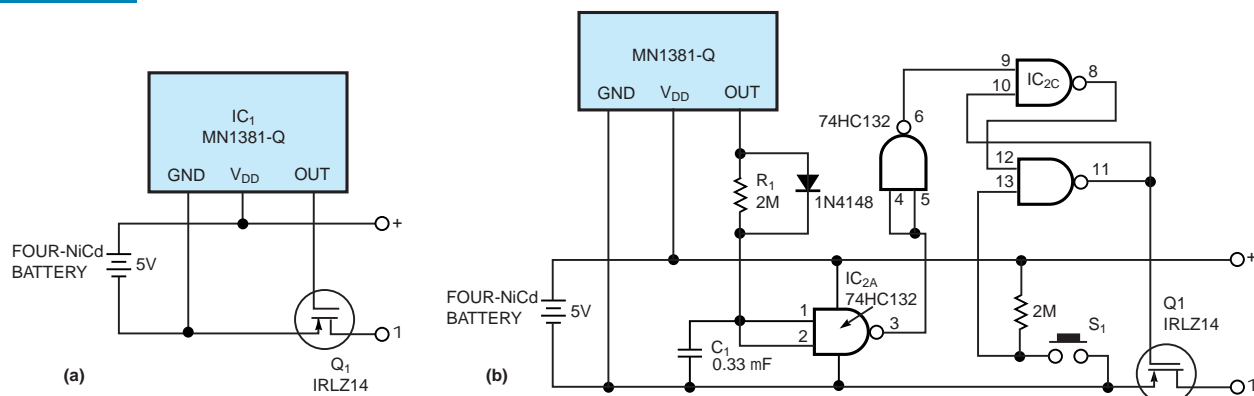 IC1
MN1381-Q
GND VDD OUT
FOUR-NiCd
BATTERY
5V
+
1
Q1
IRLZ14
(a)
MN1381-Q
GND VDD OUT
R1
2M
1N4148
74HC132
6
4 5
9
10
IC2C
8
12
13
11
FOUR-NiCd
BATTERY
5V
C1
0.33 mF
1
2
IC2A
74HC132
3
2M
S1
Q1
IRLZ14
+
1
(b)